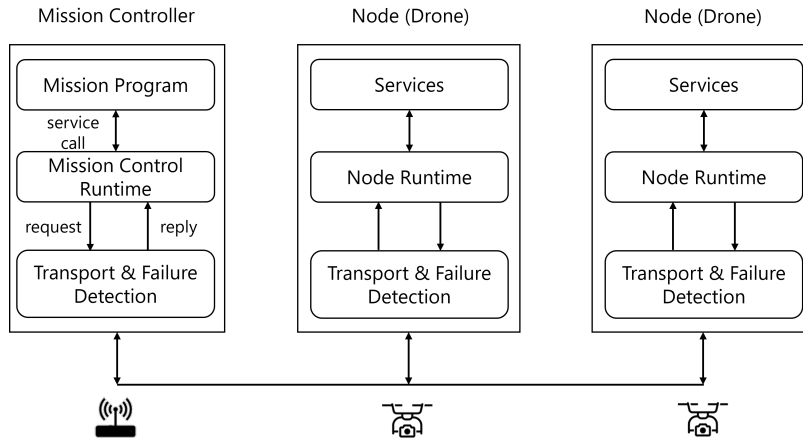 Mission Controller
Mission Program
service
call
Mission Control
Runtime
request
reply
Transport & Failure
Detection
Node (Drone)
Services
Node Runtime
Transport & Failure
Detection
Node (Drone)
Services
Node Runtime
Transport & Failure
Detection